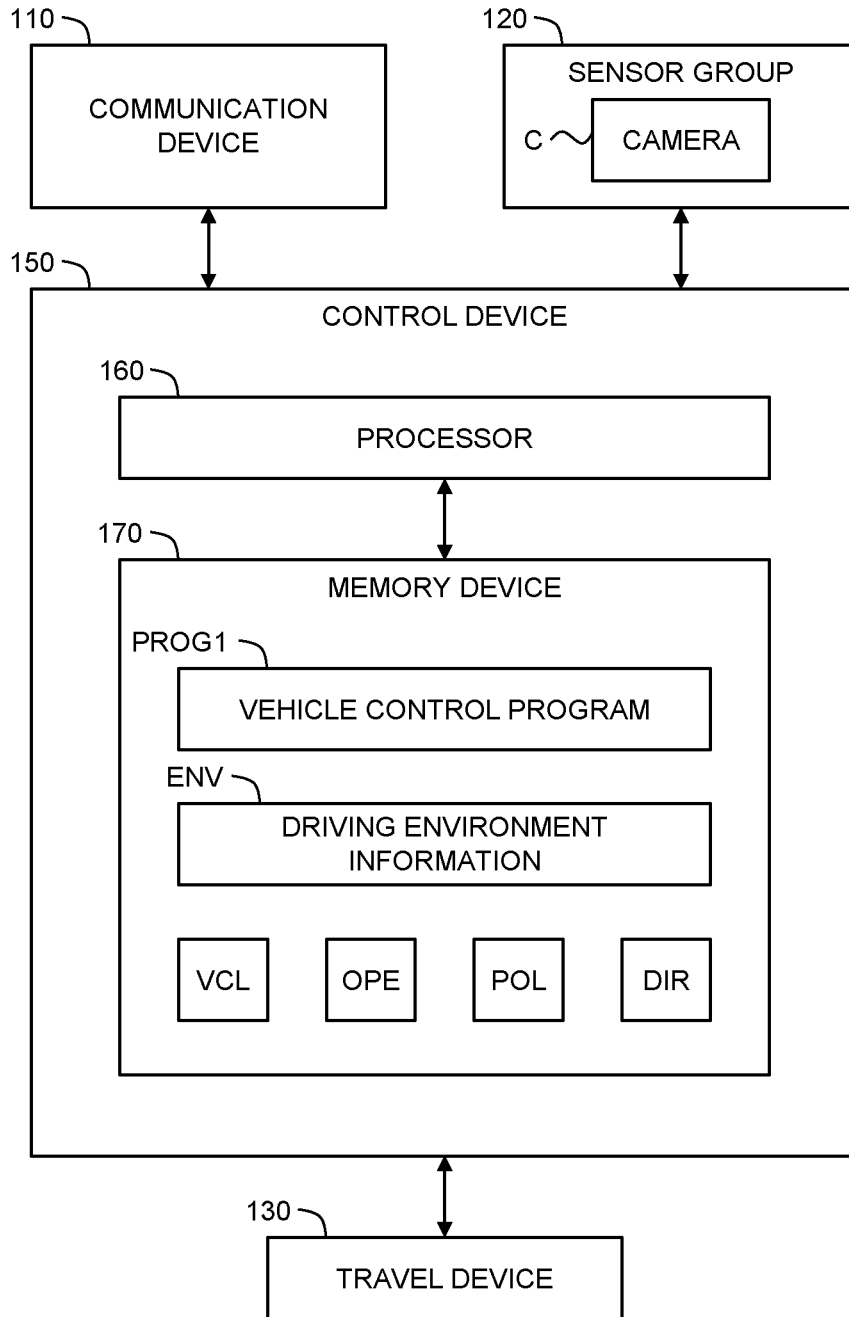 110
COMMUNICATION
DEVICE
120
SENSOR GROUP
C
CAMERA
150
CONTROL DEVICE
160
PROCESSOR
170
MEMORY DEVICE
PROG1
VEHICLE CONTROL PROGRAM
ENV
DRIVING ENVIRONMENT
INFORMATION
VCL
OPE
POL
DIR
130
TRAVEL DEVICE